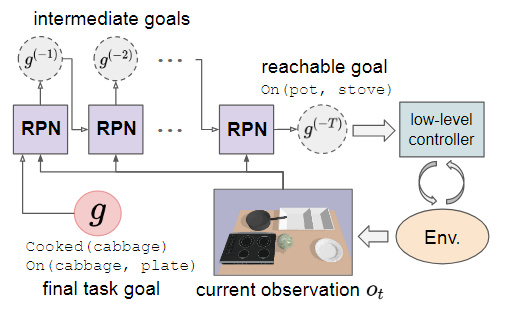 intermediate goals
g^(-1)
g^(-2)
...
reachable goal
On(pot, stove)
RPN
RPN
...
RPN
g^(-T)
low-level
controller
g
Env.
Cooked(cabbage)
On(cabbage, plate)
final task goal
current observation o_t